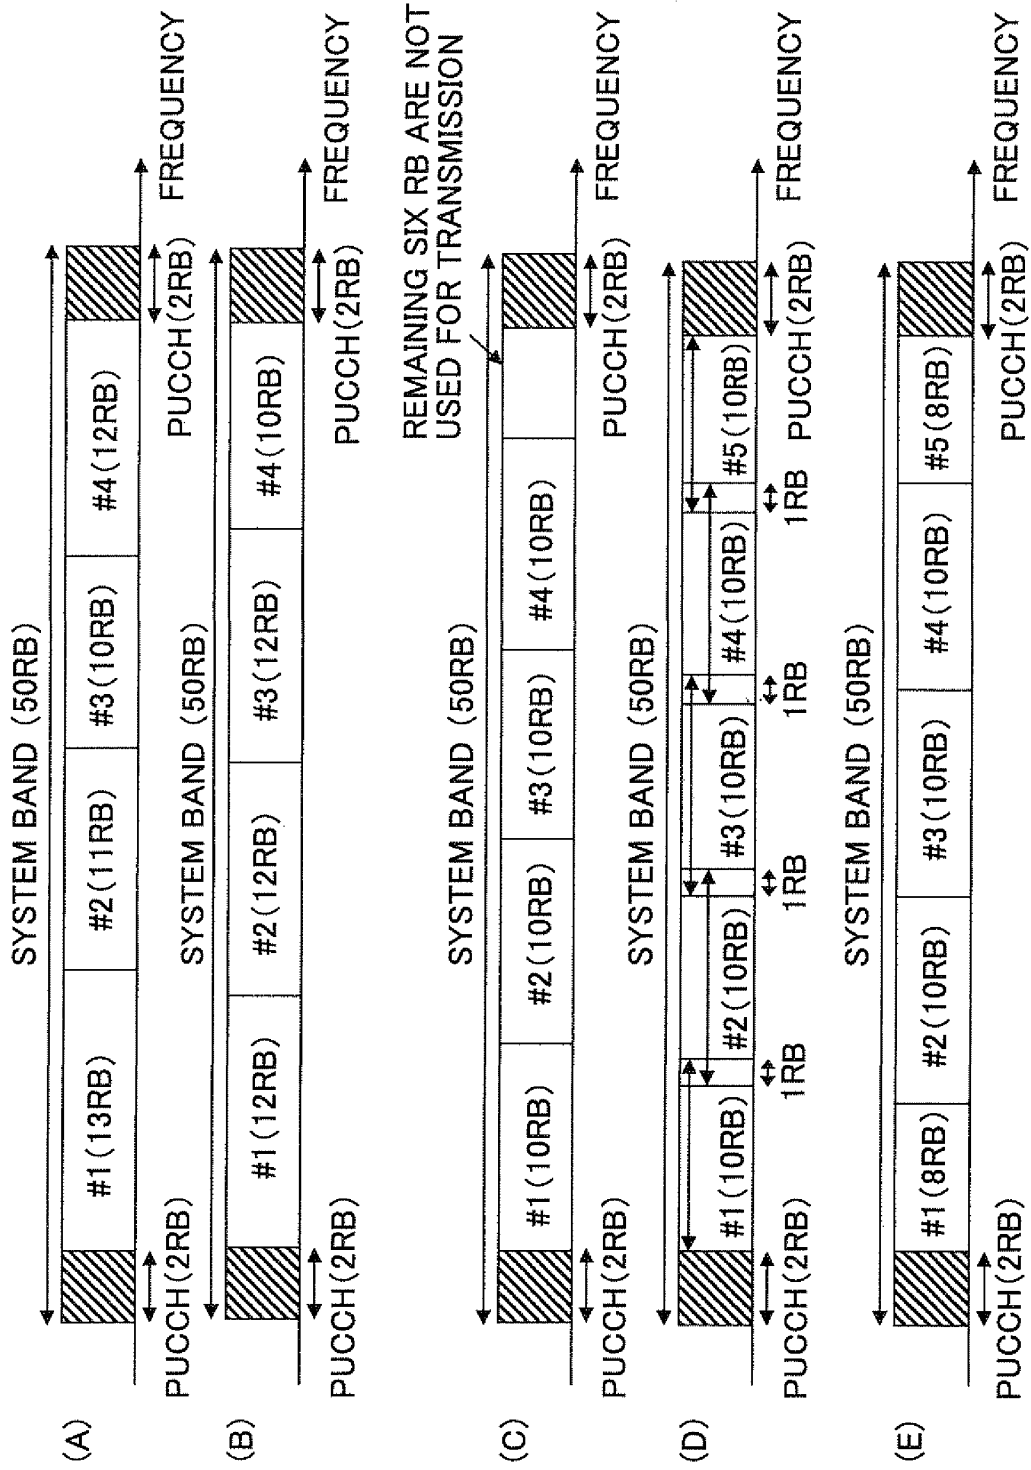 (A)
SYSTEM BAND (50RB)
#1(13RB)
#2(11RB)
#3(10RB)
#4(12RB)
PUCCH(2RB)
PUCCH(2RB)
FREQUENCY
(B)
SYSTEM BAND (50RB)
#1(12RB)
#2(12RB)
#3(12RB)
#4(10RB)
PUCCH(2RB)
PUCCH(2RB)
FREQUENCY
REMAINING SIX RB ARE NOT
USED FOR TRANSMISSION
(C)
SYSTEM BAND (50RB)
#1(10RB)
#2(10RB)
#3(10RB)
#4(10RB)
PUCCH(2RB)
PUCCH(2RB)
FREQUENCY
(D)
SYSTEM BAND (50RB)
#1(10RB)
#2(10RB)
#3(10RB)
#4(10RB)
#5(10RB)
PUCCH(2RB)
1RB
1RB
1RB
1RB
PUCCH(2RB)
FREQUENCY
(E)
SYSTEM BAND (50RB)
#1(8RB)
#2(10RB)
#3(10RB)
#4(10RB)
#5(8RB)
PUCCH(2RB)
PUCCH(2RB)
FREQUENCY